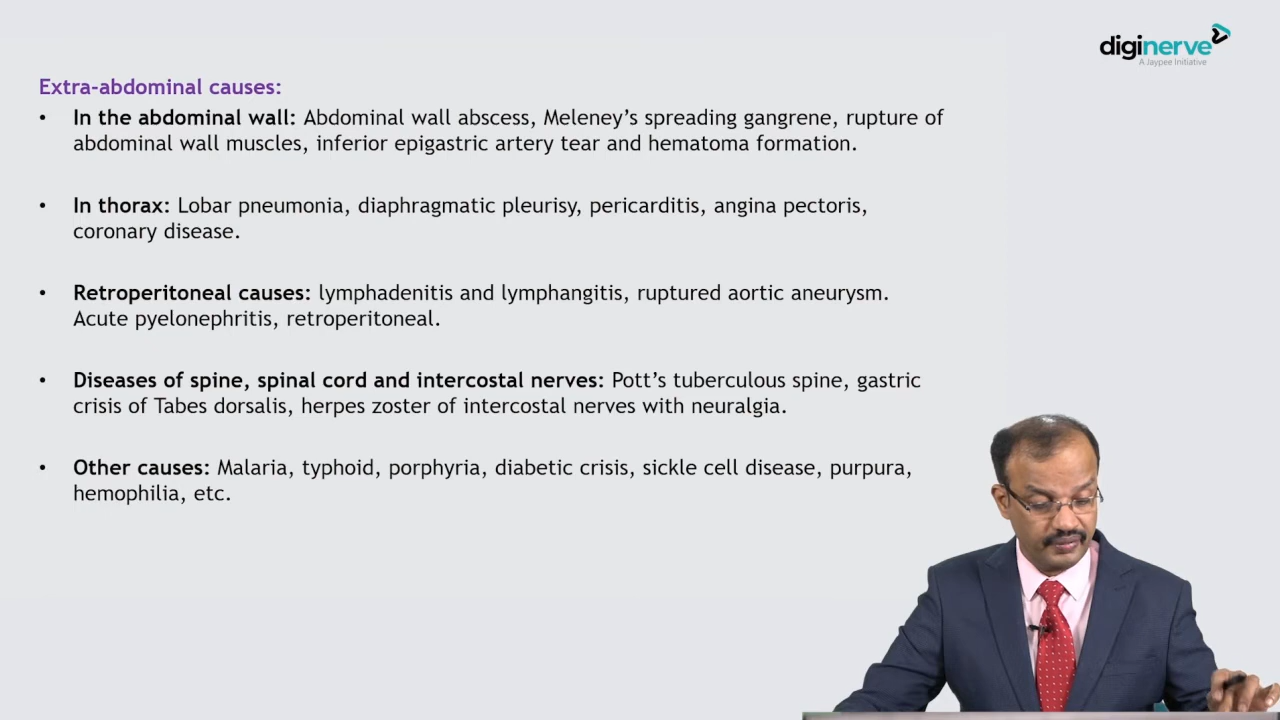 diginerve
A Jaypee Initiative
Extra-abdominal causes:
• In the abdominal wall: Abdominal wall abscess, Meleney’s spreading gangrene, rupture of
abdominal wall muscles, inferior epigastric artery tear and hematoma formation.
• In thorax: Lobar pneumonia, diaphragmatic pleurisy, pericarditis, angina pectoris,
coronary disease.
• Retroperitoneal causes: lymphadenitis and lymphangitis, ruptured aortic aneurysm.
Acute pyelonephritis, retroperitoneal.
• Diseases of spine, spinal cord and intercostal nerves: Pott’s tuberculous spine, gastric
crisis of Tabes dorsalis, herpes zoster of intercostal nerves with neuralgia.
• Other causes: Malaria, typhoid, porphyria, diabetic crisis, sickle cell disease, purpura,
hemophilia, etc.